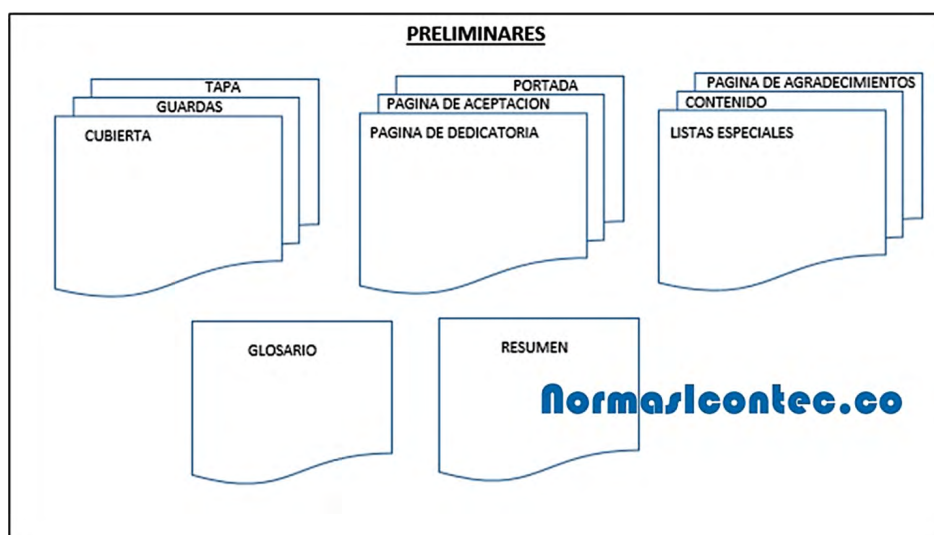 PRELIMINARES
TAPA
GUARDAS
CUBIERTA
PORTADA
PAGINA DE ACEPTACION
PAGINA DE DEDICATORIA
PAGINA DE AGRADECIMIENTOS
CONTENIDO
LISTAS ESPECIALES
GLOSARIO
RESUMEN
NormasIcontec.co